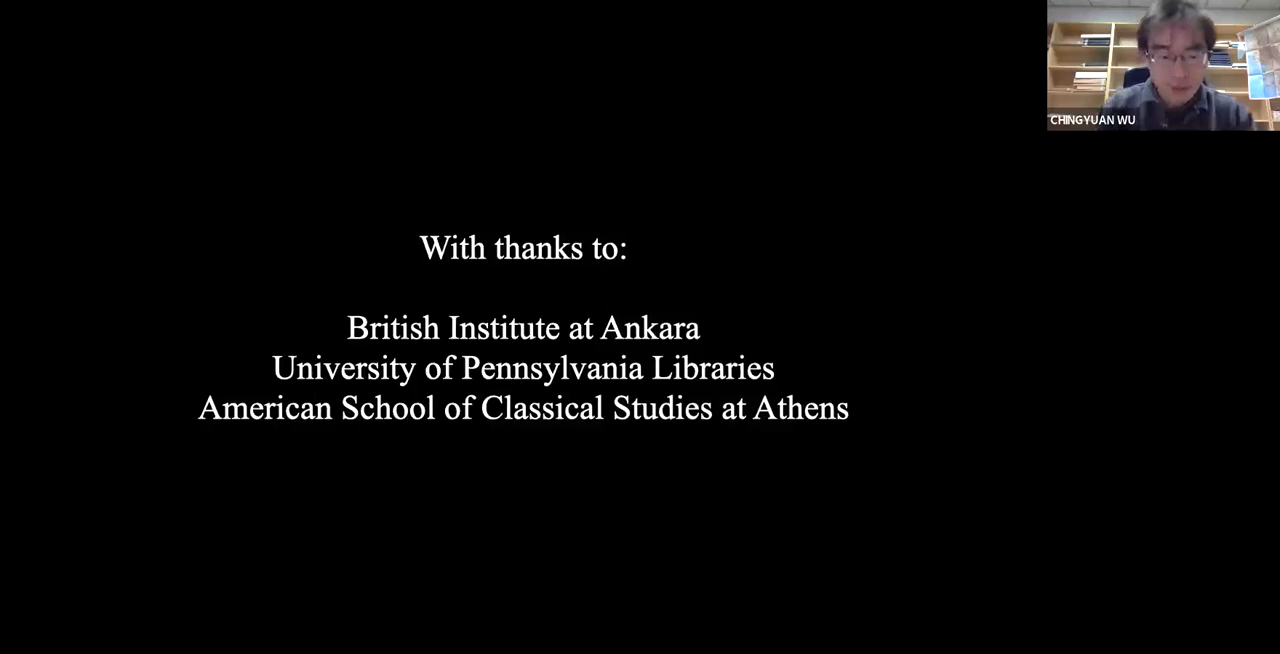 CHINGYUAN WU
With thanks to:
British Institute at Ankara
University of Pennsylvania Libraries
American School of Classical Studies at Athens